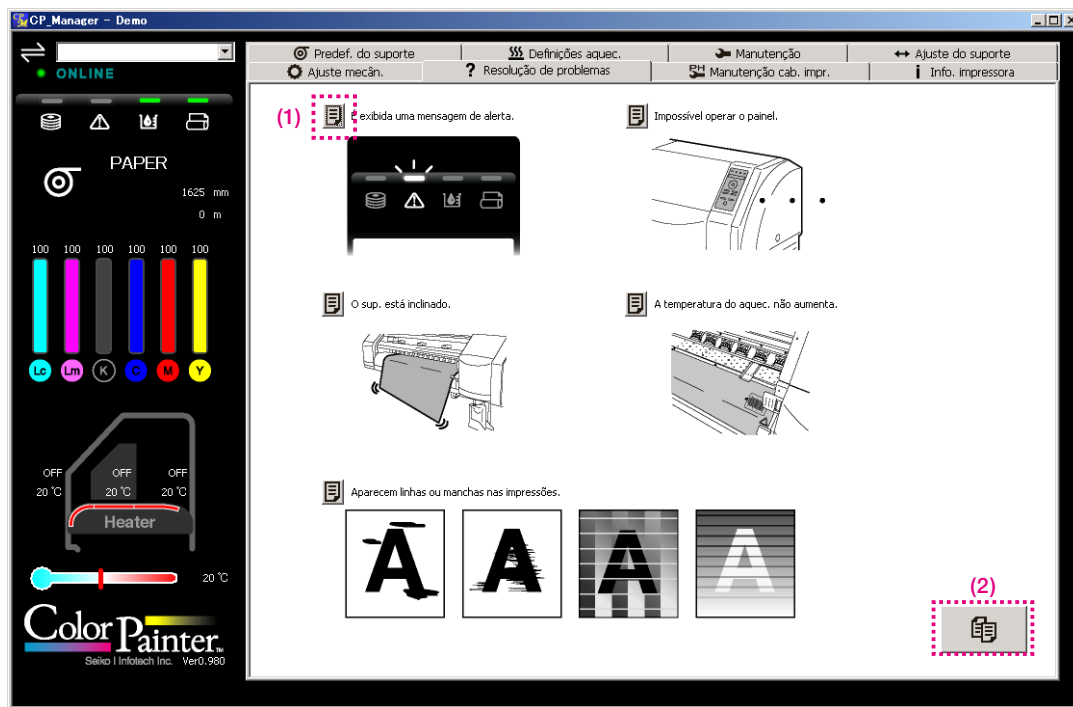 CP_Manager - Demo
ONLINE
PAPER
1625 mm
0 m
100 100 100 100 100 100
Lc Lm K C M Y
OFF OFF OFF
20 ˚C 20 ˚C 20 ˚C
Heater
20 ˚C
Color Painter™
Seiko I Infotech Inc. Ver0.980
Predef. do suporte
Definições aquec.
Manutenção
Ajuste do suporte
Ajuste mecân.
Resolução de problemas
PH Manutenção cab. impr.
Info. impressora
(1)
É exibida uma mensagem de alerta.
Impossível operar o painel.
O sup. está inclinado.
A temperatura do aquec. não aumenta.
Aparecem linhas ou manchas nas impressões.
A A A A
(2)